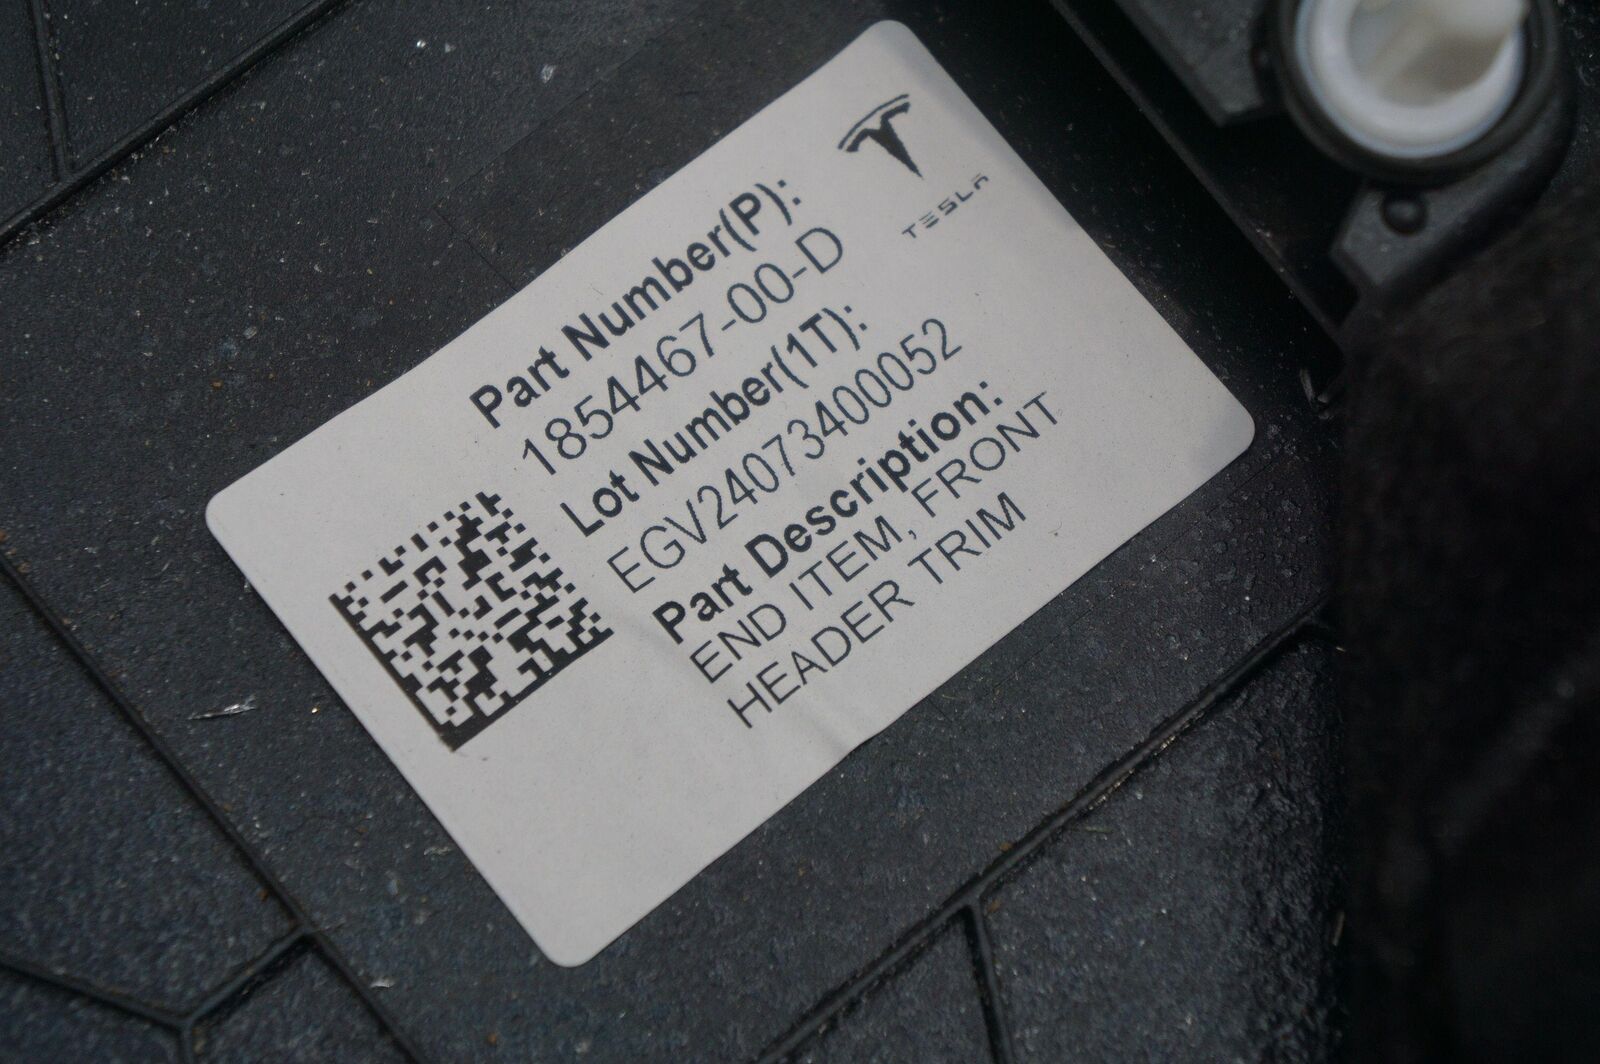 TESLA
Part Number(P):
1854467-00-D
Lot Number(1T):
EGV2407340052
Part Description:
END ITEM, FRONT
HEADER TRIM